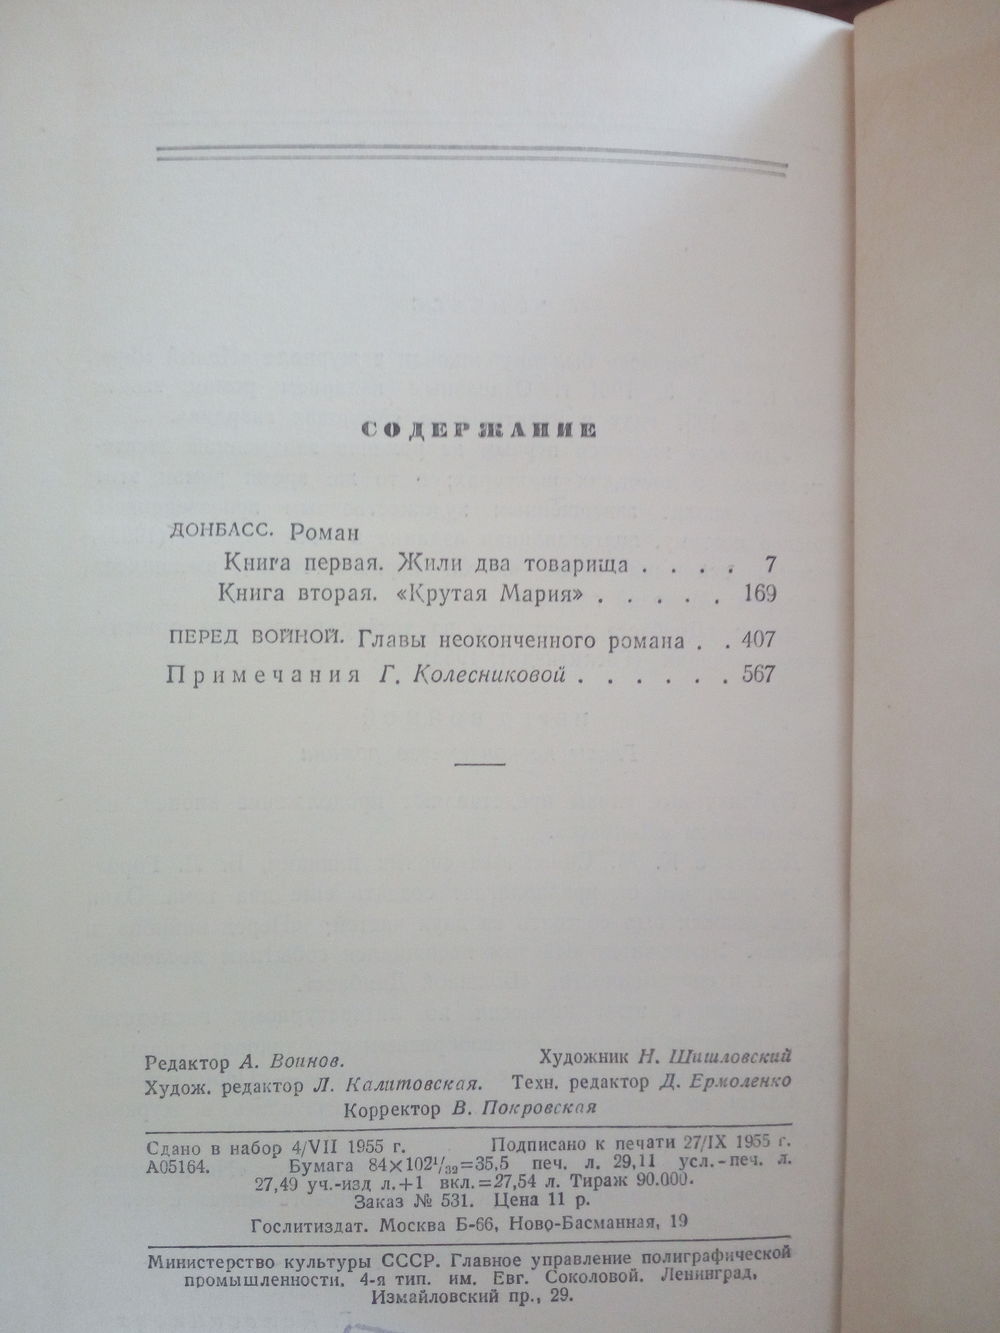 СОДЕРЖАНИЕ
ДОНБАСС. Роман
Книга первая. Жили два товарища . . . . 7
Книга вторая. «Крутая Мария» . . . . . 169
ПЕРЕД ВОЙНОЙ. Главы неоконченного романа . . 407
Примечания Г. Колесниковой . . . . . . 567
Редактор А. Воинов. Художник Н. Шишловский
Худож. редактор Л. Калитовская. Техн. редактор Д. Ермоленко
Корректор В. Покровская
Сдано в набор 4/VII 1955 г. Подписано к печати 27/IX 1955 г.
А05164. Бумага 84×102¹/₃₂=35,5 печ. л. 29,11 усл.-печ. л.
27,49 уч.-изд л.+1 вкл.=27,54 л. Тираж 90.000.
Заказ № 531. Цена 11 р.
Гослитиздат. Москва Б-66, Ново-Басманная, 19
Министерство культуры СССР. Главное управление полиграфической
промышленности. 4-я тип. им. Евг. Соколовой. Ленинград,
Измайловский пр., 29.